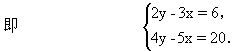 即 { 2y - 3x = 6,
4y - 5x = 20.